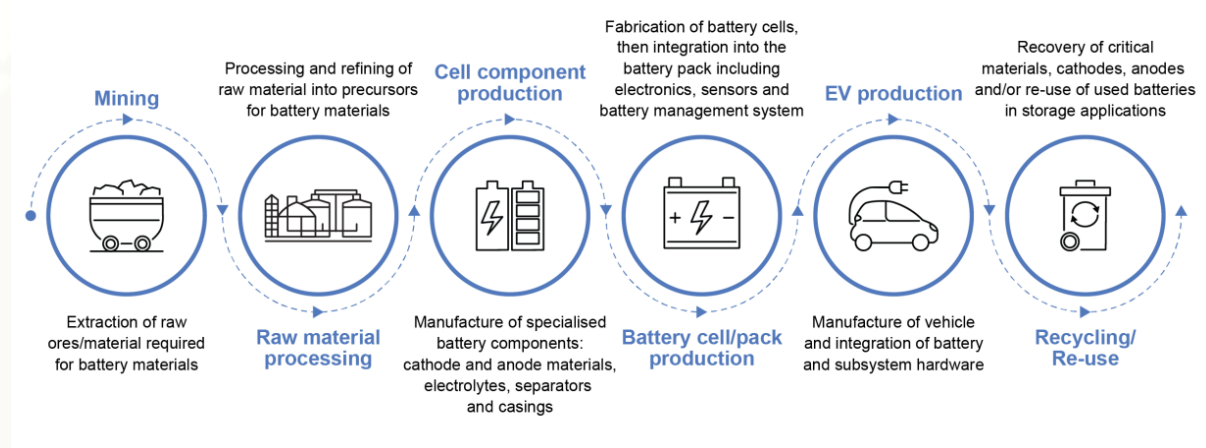 Mining
Extraction of raw
ores/material required
for battery materials
Processing and refining of
raw material into precursors
for battery materials
Raw material
processing
Cell component
production
Manufacture of specialised
battery components:
cathode and anode materials,
electrolytes, separators
and casings
Fabrication of battery cells,
then integration into the
battery pack including
electronics, sensors and
battery management system
Battery cell/pack
production
EV production
Manufacture of vehicle
and integration of battery
and subsystem hardware
Recovery of critical
materials, cathodes, anodes
and/or re-use of used batteries
in storage applications
Recycling/
Re-use